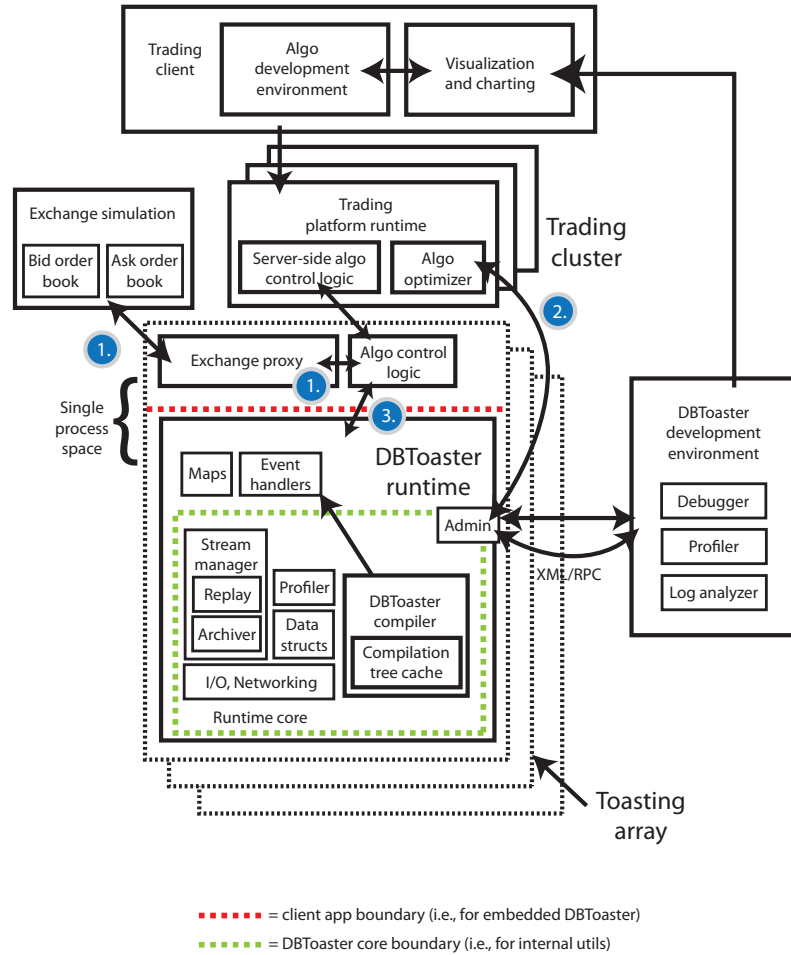 Trading
client
Algo
development
environment
Visualization
and charting
Exchange simulation
Bid order
book
Ask order
book
Trading
platform runtime
Server-side algo
control logic
Algo
optimizer
Trading
cluster
1.
2.
Exchange proxy
1.
Algo control
logic
3.
Single
process
space
DBToaster
runtime
Maps
Event
handlers
Admin
Stream
manager
Replay
Archiver
Profiler
Data
structs
DBToaster
compiler
Compilation
tree cache
I/O, Networking
Runtime core
XML/RPC
DBToaster
development
environment
Debugger
Profiler
Log analyzer
Toasting
array
= client app boundary (i.e., for embedded DBToaster)
= DBToaster core boundary (i.e., for internal utils)